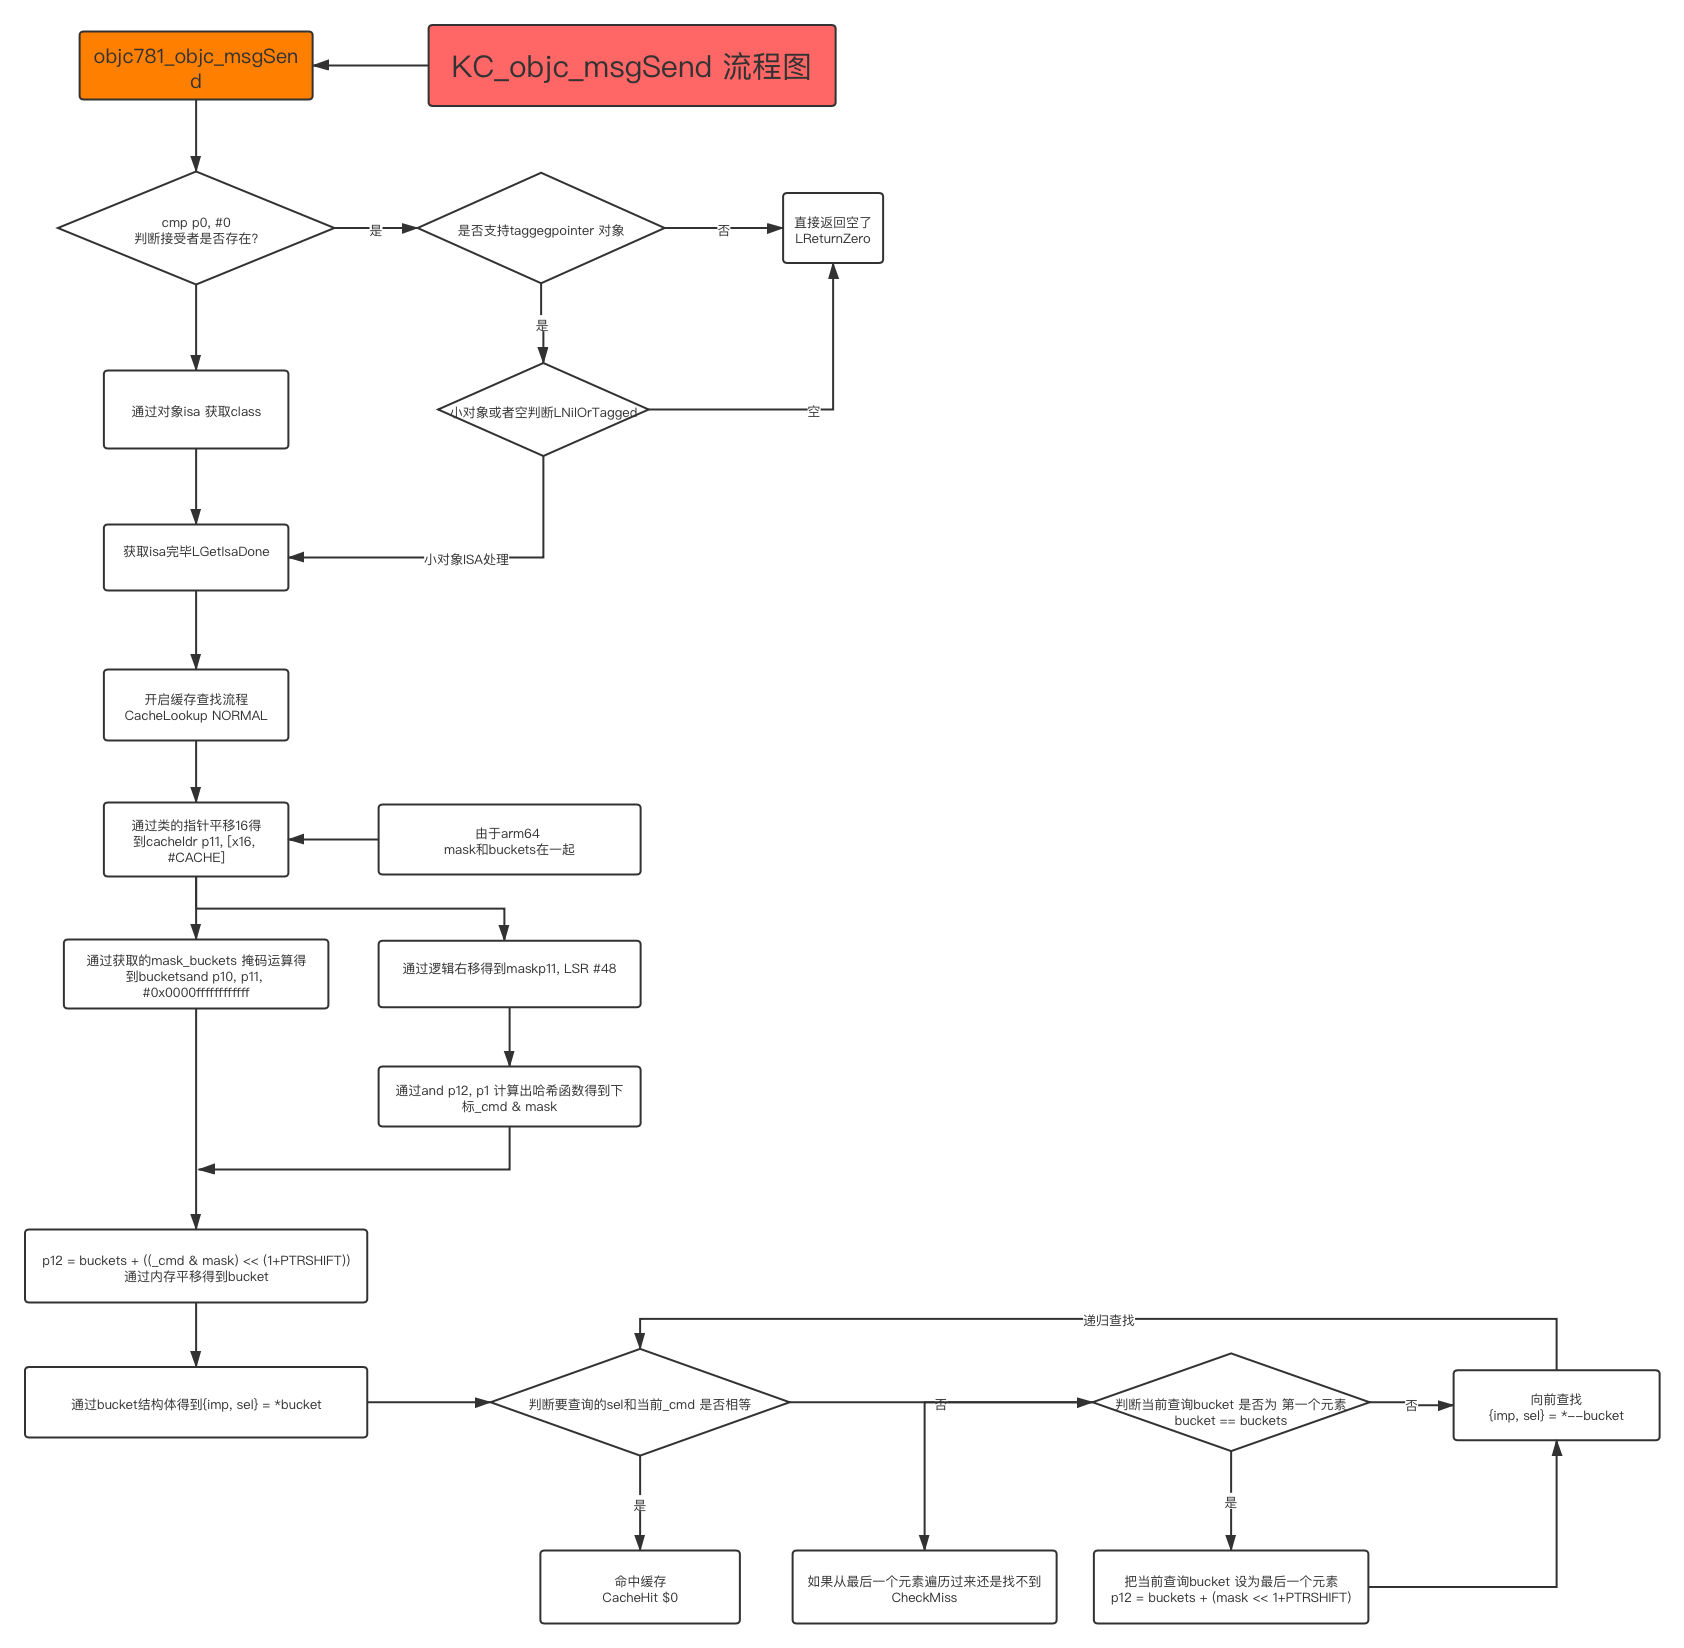 objc781_objc_msgSen
d
KC_objc_msgSend 流程图
cmp p0, #0
判断接受者是否存在?
是
是否支持taggegpointer 对象
否
直接返回空了
LReturnZero
是
通过对象isa 获取class
小对象或者空判断LNilOrTagged
空
获取isa完毕LGetIsaDone
小对象ISA处理
开启缓存查找流程
CacheLookup NORMAL
通过类的指针平移16得
到cacheldr p11, [x16,
#CACHE]
由于arm64
mask和buckets在一起
通过获取的mask_buckets 掩码运算得
到bucketsand p10, p11,
#0x0000ffffffffffff
通过逻辑右移得到maskp11, LSR #48
通过and p12, p1 计算出哈希函数得到下
标_cmd & mask
p12 = buckets + ((_cmd & mask) << (1+PTRSHIFT))
通过内存平移得到bucket
递归查找
通过bucket结构体得到{imp, sel} = *bucket
判断要查询的sel和当前_cmd 是否相等
否
判断当前查询bucket 是否为 第一个元素
bucket == buckets
否
向前查找
{imp, sel} = *--bucket
是
是
命中缓存
CacheHit $0
如果从最后一个元素遍历过来还是找不到
CheckMiss
把当前查询bucket 设为最后一个元素
p12 = buckets + (mask << 1+PTRSHIFT)